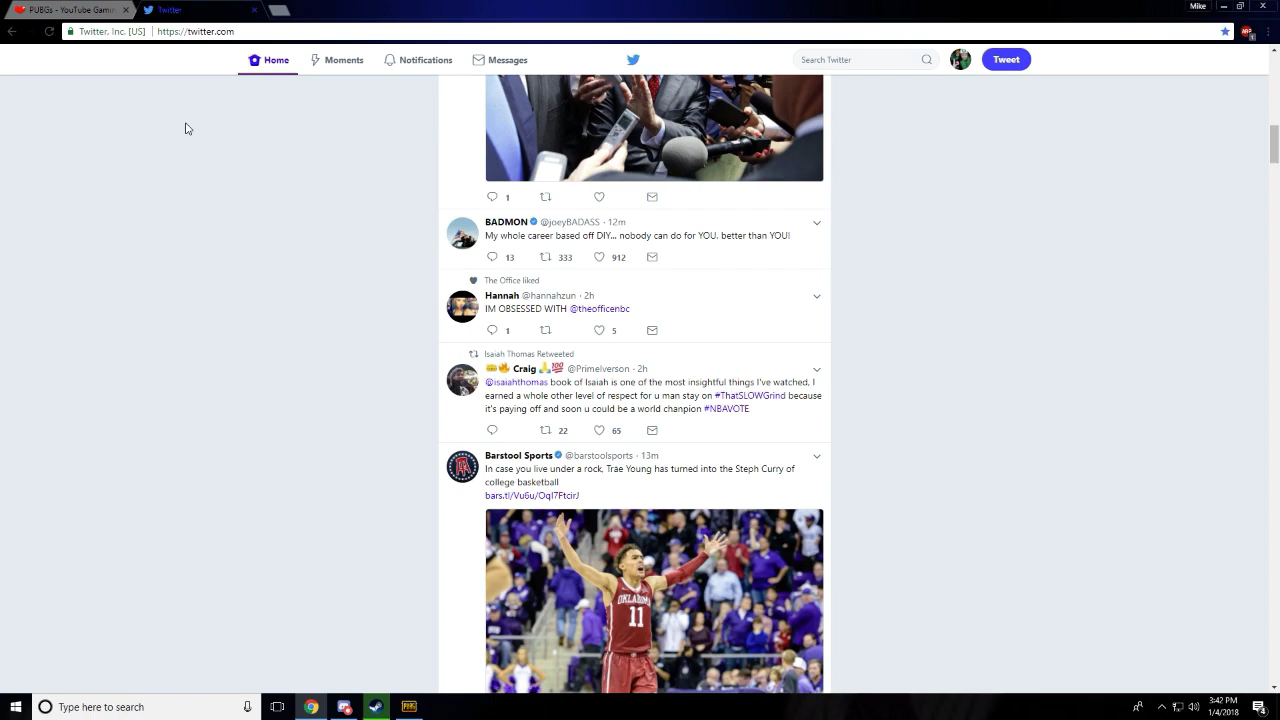 PUBGs - YouTube Gamin
Twitter
Mike
Twitter, Inc. [US]
https://twitter.com
Home
Moments
Notifications
Messages
Search Twitter
Tweet
1
BADMON @joeyBADASS · 12m
My whole career based off DIY... nobody can do for YOU, better than YOU!
13 333 912
The Office liked
Hannah @hannahzun · 2h
IM OBSESSED WITH @theofficenbc
1 5
Isaiah Thomas Retweeted
Craig 💯 @PrimeIverson · 2h
@isaiahthomas book of Isaiah is one of the most insightful things I've watched, I
earned a whole other level of respect for u man stay on #ThatSLOWGrind because
it's paying off and soon u could be a world chanpion #NBAVOTE
22 65
Barstool Sports @barstoolsports · 13m
In case you live under a rock, Trae Young has turned into the Steph Curry of
college basketball
bars.tl/Vu6u/OqI7FtcirJ
OKLAHOMA
11
Type here to search
PUBG
3:42 PM
1/4/2018